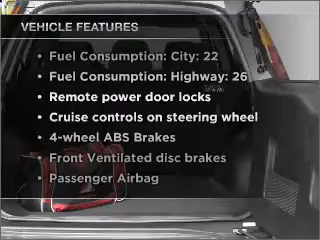 VEHICLE FEATURES
• Fuel Consumption: City: 22
• Fuel Consumption: Highway: 26
• Remote power door locks
• Cruise controls on steering wheel
• 4-wheel ABS Brakes
• Front Ventilated disc brakes
• Passenger Airbag